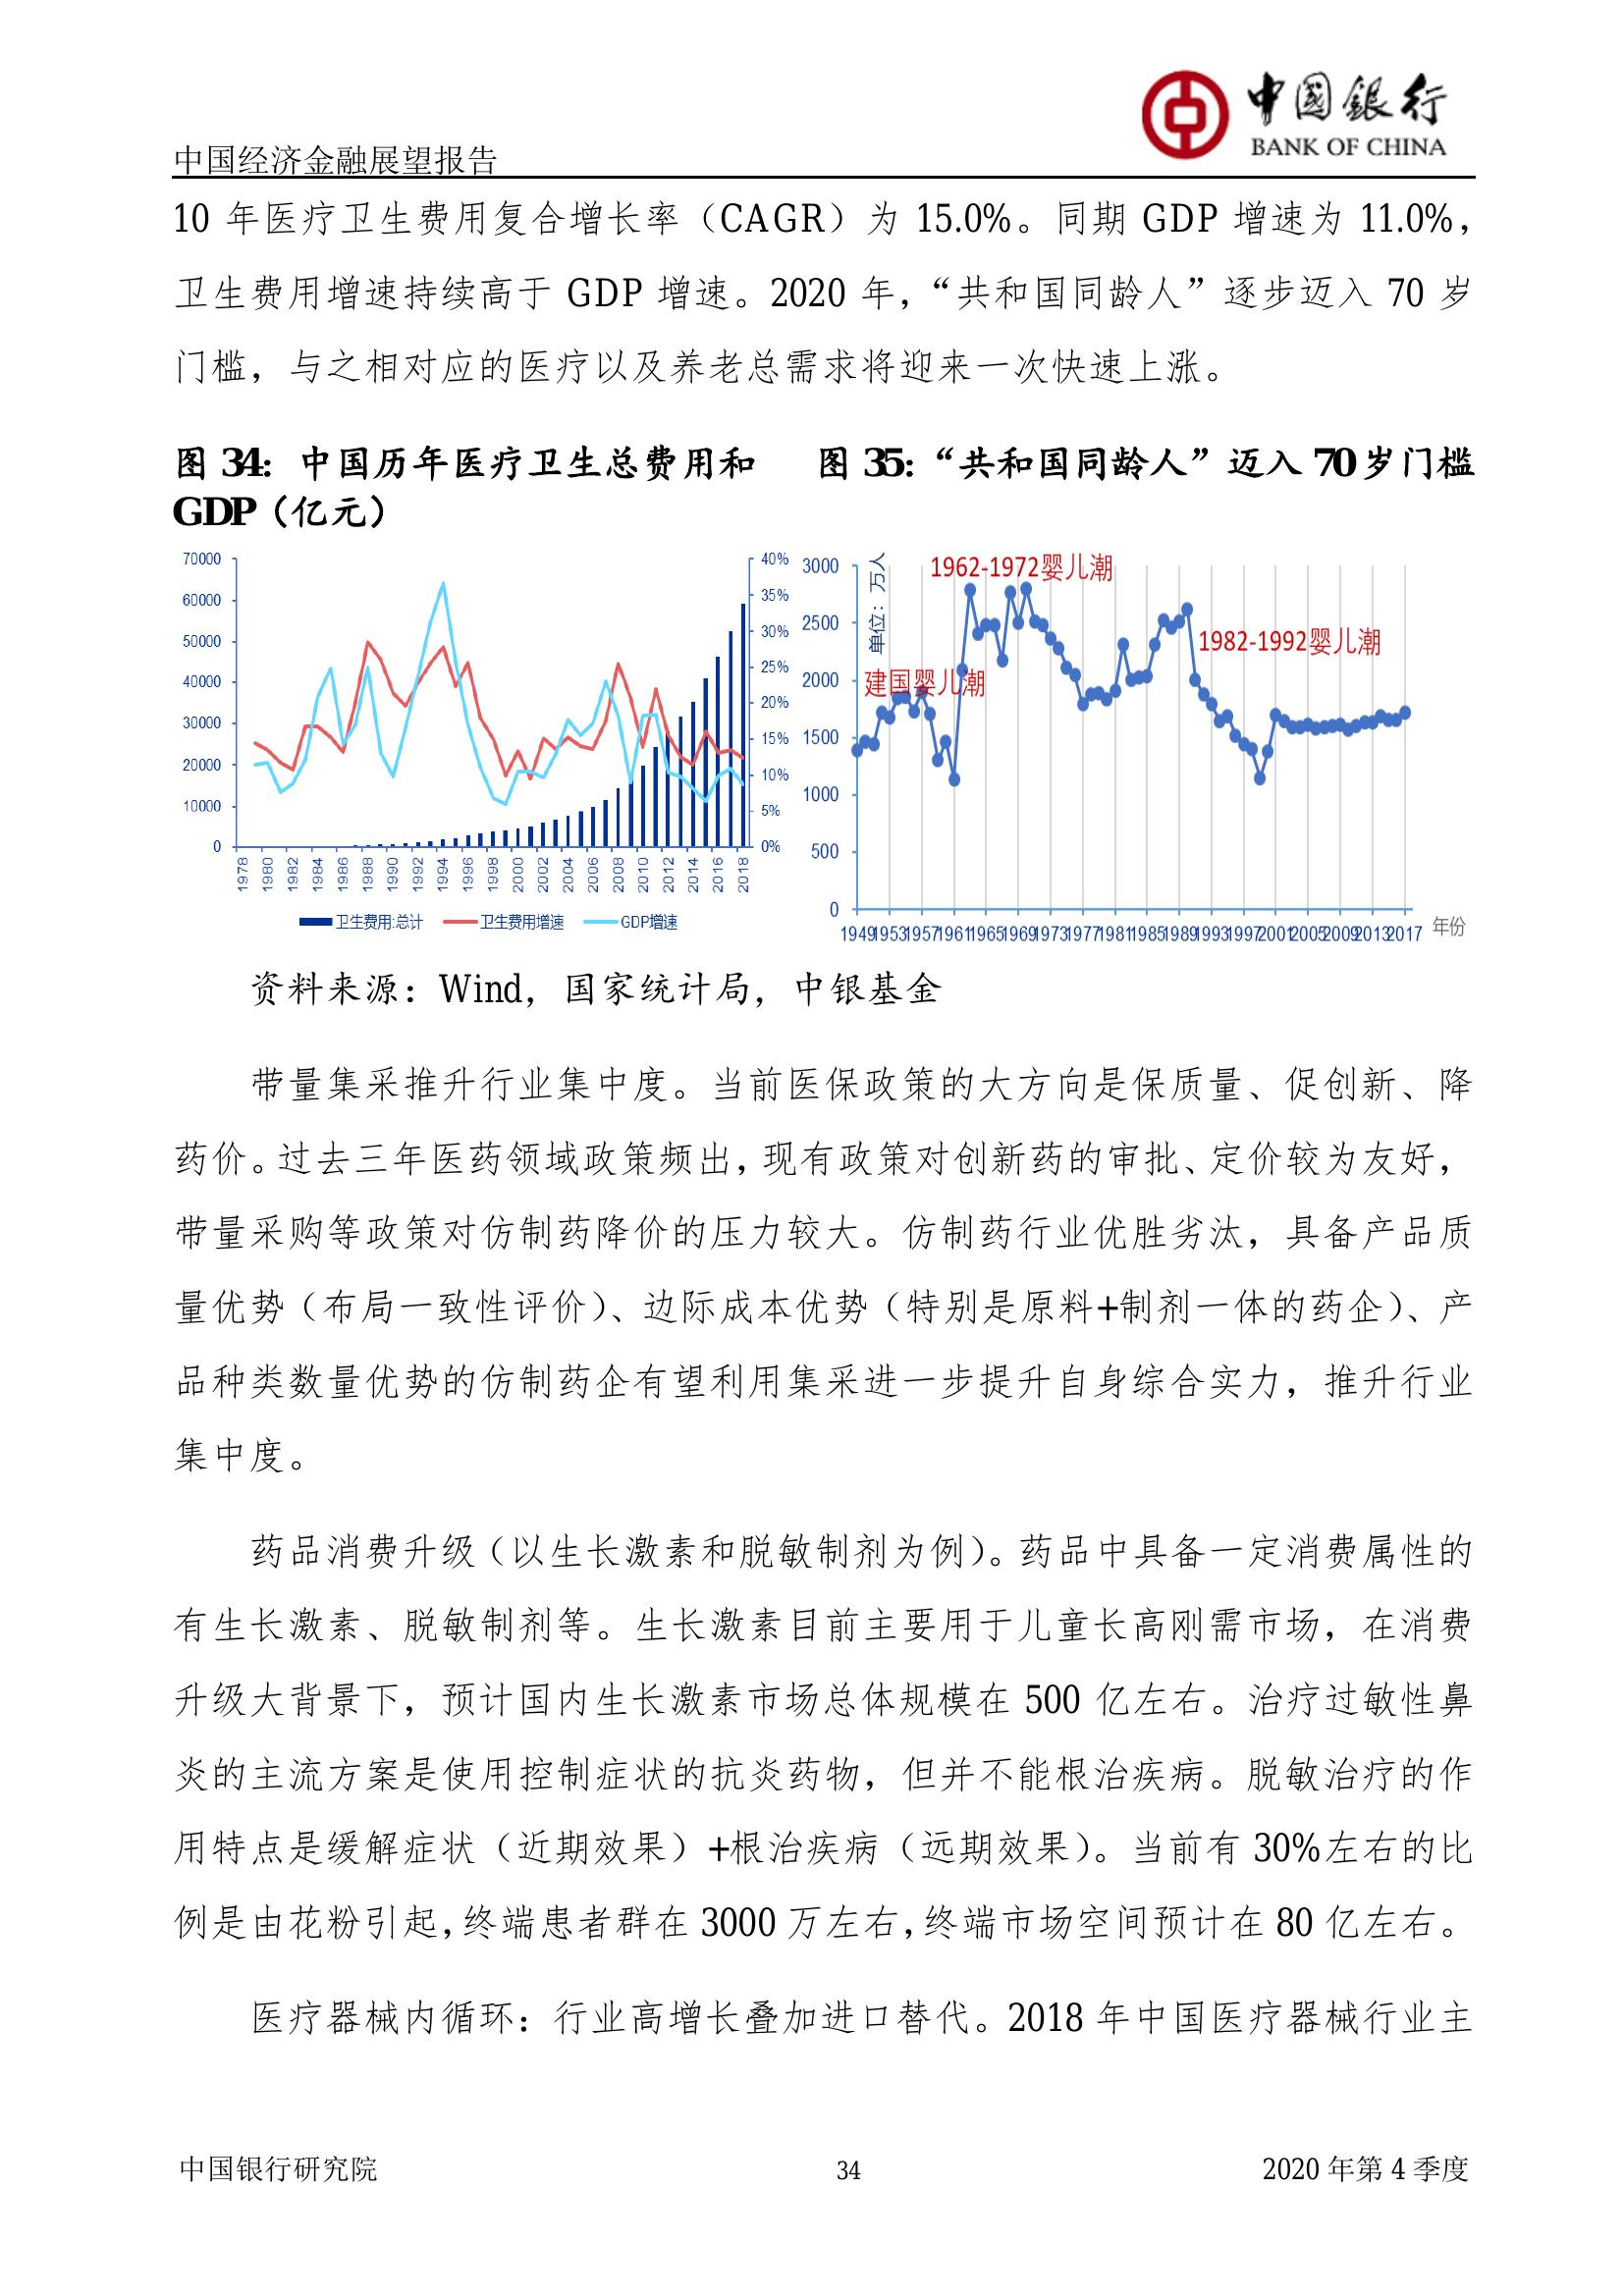 中國銀行
BANK OF CHINA
中国经济金融展望报告
10 年医疗卫生费用复合增长率（CAGR）为 15.0%。同期 GDP 增速为 11.0%，
卫生费用增速持续高于 GDP 增速。2020 年，“共和国同龄人”逐步迈入 70 岁
门槛，与之相对应的医疗以及养老总需求将迎来一次快速上涨。
图 34：中国历年医疗卫生总费用和
GDP（亿元）
70000
60000
50000
40000
30000
20000
10000
0
40%
35%
30%
25%
20%
15%
10%
5%
0%
1978 1980 1982 1984 1986 1988 1990 1992 1994 1996 1998 2000 2002 2004 2006 2008 2010 2012 2014 2016 2018
卫生费用:总计 卫生费用增速 GDP增速
图 35：“共和国同龄人”迈入 70 岁门槛
3000
2500
2000
1500
1000
500
0
单位：万人
1962-1972婴儿潮
1982-1992婴儿潮
建国婴儿潮
1949 1953 1957 1961 1965 1969 1973 1977 1981 1985 1989 1993 1997 2001 2005 2009 2013 2017 年份
资料来源：Wind，国家统计局，中银基金
带量集采推升行业集中度。当前医保政策的大方向是保质量、促创新、降
药价。过去三年医药领域政策频出，现有政策对创新药的审批、定价较为友好，
带量采购等政策对仿制药降价的压力较大。仿制药行业优胜劣汰，具备产品质
量优势（布局一致性评价）、边际成本优势（特别是原料+制剂一体的药企）、产
品种类数量优势的仿制药企有望利用集采进一步提升自身综合实力，推升行业
集中度。
药品消费升级（以生长激素和脱敏制剂为例）。药品中具备一定消费属性的
有生长激素、脱敏制剂等。生长激素目前主要用于儿童长高刚需市场，在消费
升级大背景下，预计国内生长激素市场总体规模在 500 亿左右。治疗过敏性鼻
炎的主流方案是使用控制症状的抗炎药物，但并不能根治疾病。脱敏治疗的作
用特点是缓解症状（近期效果）+根治疾病（远期效果）。当前有 30%左右的比
例是由花粉引起，终端患者群在 3000 万左右，终端市场空间预计在 80 亿左右。
医疗器械内循环：行业高增长叠加进口替代。2018 年中国医疗器械行业主
中国银行研究院
34
2020 年第 4 季度